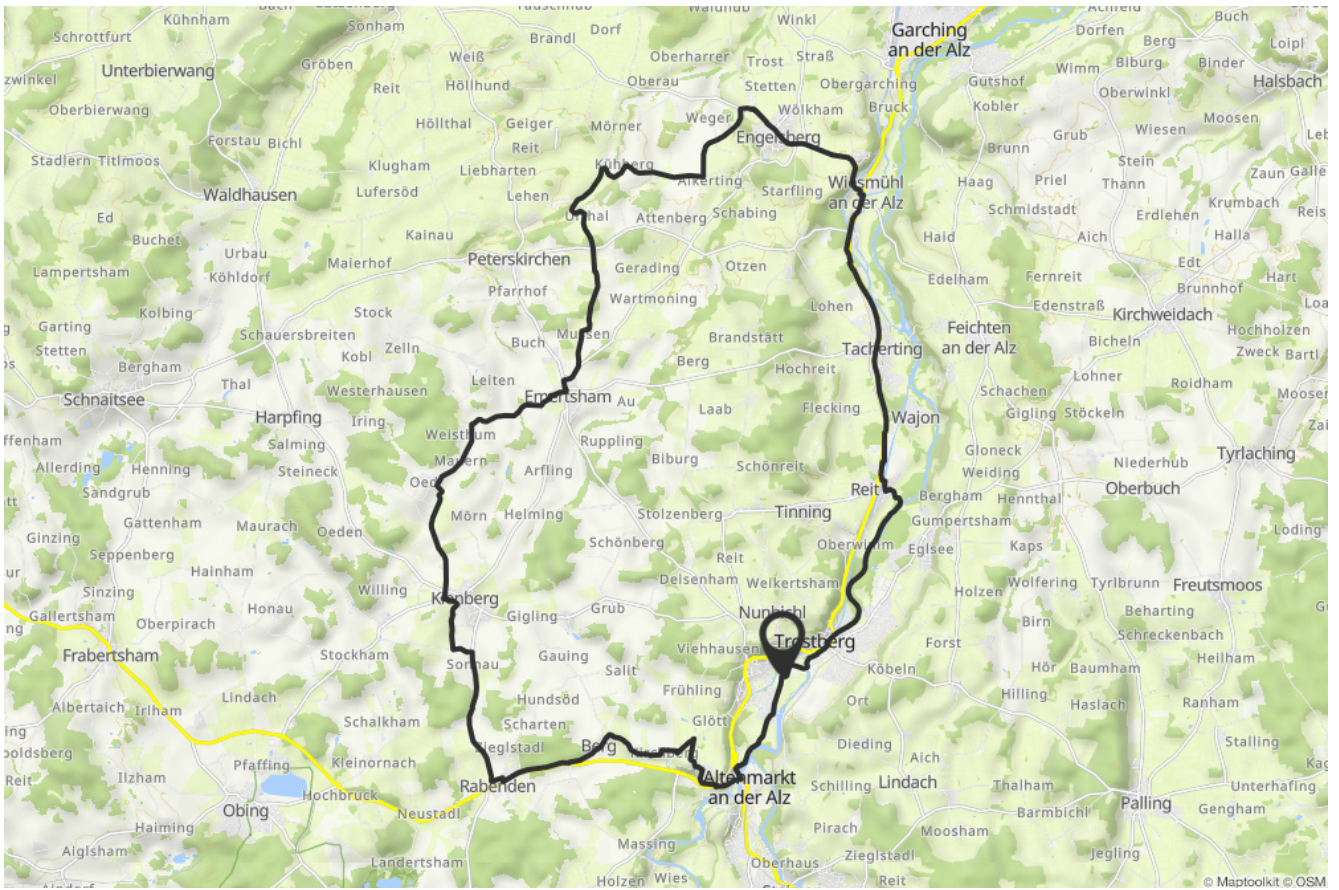 Kühnham
Dorf
Winkl
Achfeld
Buch
Schrottfurt
Sonham
Brandl
Garching
an der Alz
Dorfen
Berg
Loipl
Weiß
Oberharrer
Trost
Straß
Unterbierwang
Gröben
Höllhund
Oberau
Stetten
Obergarching
Gutshof
Wimm
Biburg
Binder
Halsbach
Reit
Oberwinkl
Oberbierwang
Höllthal
Geiger
Mörner
Weger
Wölkham
Bruck
Kobler
Moosen
Forstau
Bichl
Reit
Engelsberg
Grub
Wiesen
Stadlern
Titlmoos
Klugham
Liebharten
Kühberg
Brunn
Stein
Zaun
Waldhausen
Lufersöd
Lehen
Alkerting
Starfling
Wiesmühl
an der Alz
Haag
Priel
Thann
Krumbach
Ed
Unthal
Attenberg
Schabing
Schmidstadt
Erdlehen
Reis
Buchet
Kainau
Haid
Aich
Halla
Urbau
Maierhof
Peterskirchen
Gerading
Otzen
Edt
Lampertsham
Köhldorf
Edelham
Fernreit
Brunnhof
Hart
Pfarrhof
Wartmoning
Lohen
Edenstraß
Kolbing
Stock
Kirchweidach
Garting
Schauersbreiten
Mussen
Brandstätt
Feichten
an der Alz
Hochholzen
Stetten
Zelln
Buch
Tacherting
Bicheln
Kobl
Berg
Zweck
Bartl
Bergham
Thal
Leiten
Hochreit
Lohner
Schnaitsee
Westerhausen
Emertsham
Au
Schachen
Roidham
Harpfing
Iring
Laab
Flecking
Wajon
Gigling
Stöckeln
Weisthum
Ruppling
Salming
Gloneck
Allerding
Henning
Steineck
Mayern
Arfling
Biburg
Schönreit
Weiding
Niederhub
Tyrlaching
Sandgrub
Reit
Bergham
Hennthal
Oberbuch
Gattenham
Maurach
Oeden
Mörn
Helming
Stolzenberg
Tinning
Gumpertsham
Loding
Ginzing
Schönberg
Kaps
Seppenberg
Reit
Eglsee
Hainham
Deisenham
Weikertsham
Wolfering
Tyrlbrunn
Freutsmoos
Sinzing
Willing
Kienberg
Holzen
Gallertsham
Honau
Gigling
Grub
Beharting
Oberpirach
Birn
Schreckenbach
Frabertsham
Stockham
Gauing
Viehhausen
Trostberg
Forst
Sonnau
Salit
Köbeln
Hör
Baumham
Heilham
Lindach
Hundsöd
Frühling
Hilling
Albertaich
Irlham
Ort
Haslach
Ranham
Schalkham
Scharten
Glött
Dieding
Stalling
Pfaffing
Kleinornach
Zieglstadl
Berg
Aich
Reit
Ilzham
Hochbruck
Rabenden
Altenmarkt
an der Alz
Schilling
Lindach
Thalham
Unterhafing
Obing
Neustadl
Barmbichl
Palling
Gengham
Haiming
Pirach
Moosham
Massing
Aiglsham
Landertsham
Zieglstadl
Jegling
Oberhaus
Holzen
Wies
Reit
© Maptoolkit © OSM